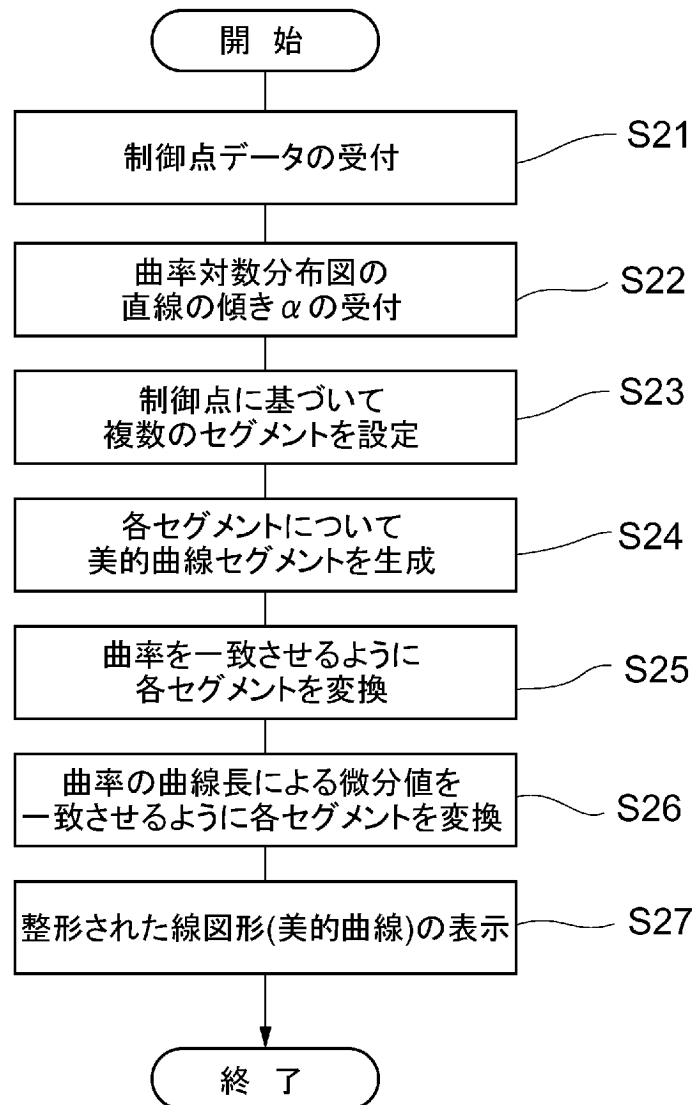 開 始
制御点データの受付
S21
曲率対数分布図の
直線の傾きαの受付
S22
制御点に基づいて
複数のセグメントを設定
S23
各セグメントについて
美的曲線セグメントを生成
S24
曲率を一致させるように
各セグメントを変換
S25
曲率の曲線長による微分値を
一致させるように各セグメントを変換
S26
整形された線図形(美的曲線)の表示
S27
終 了